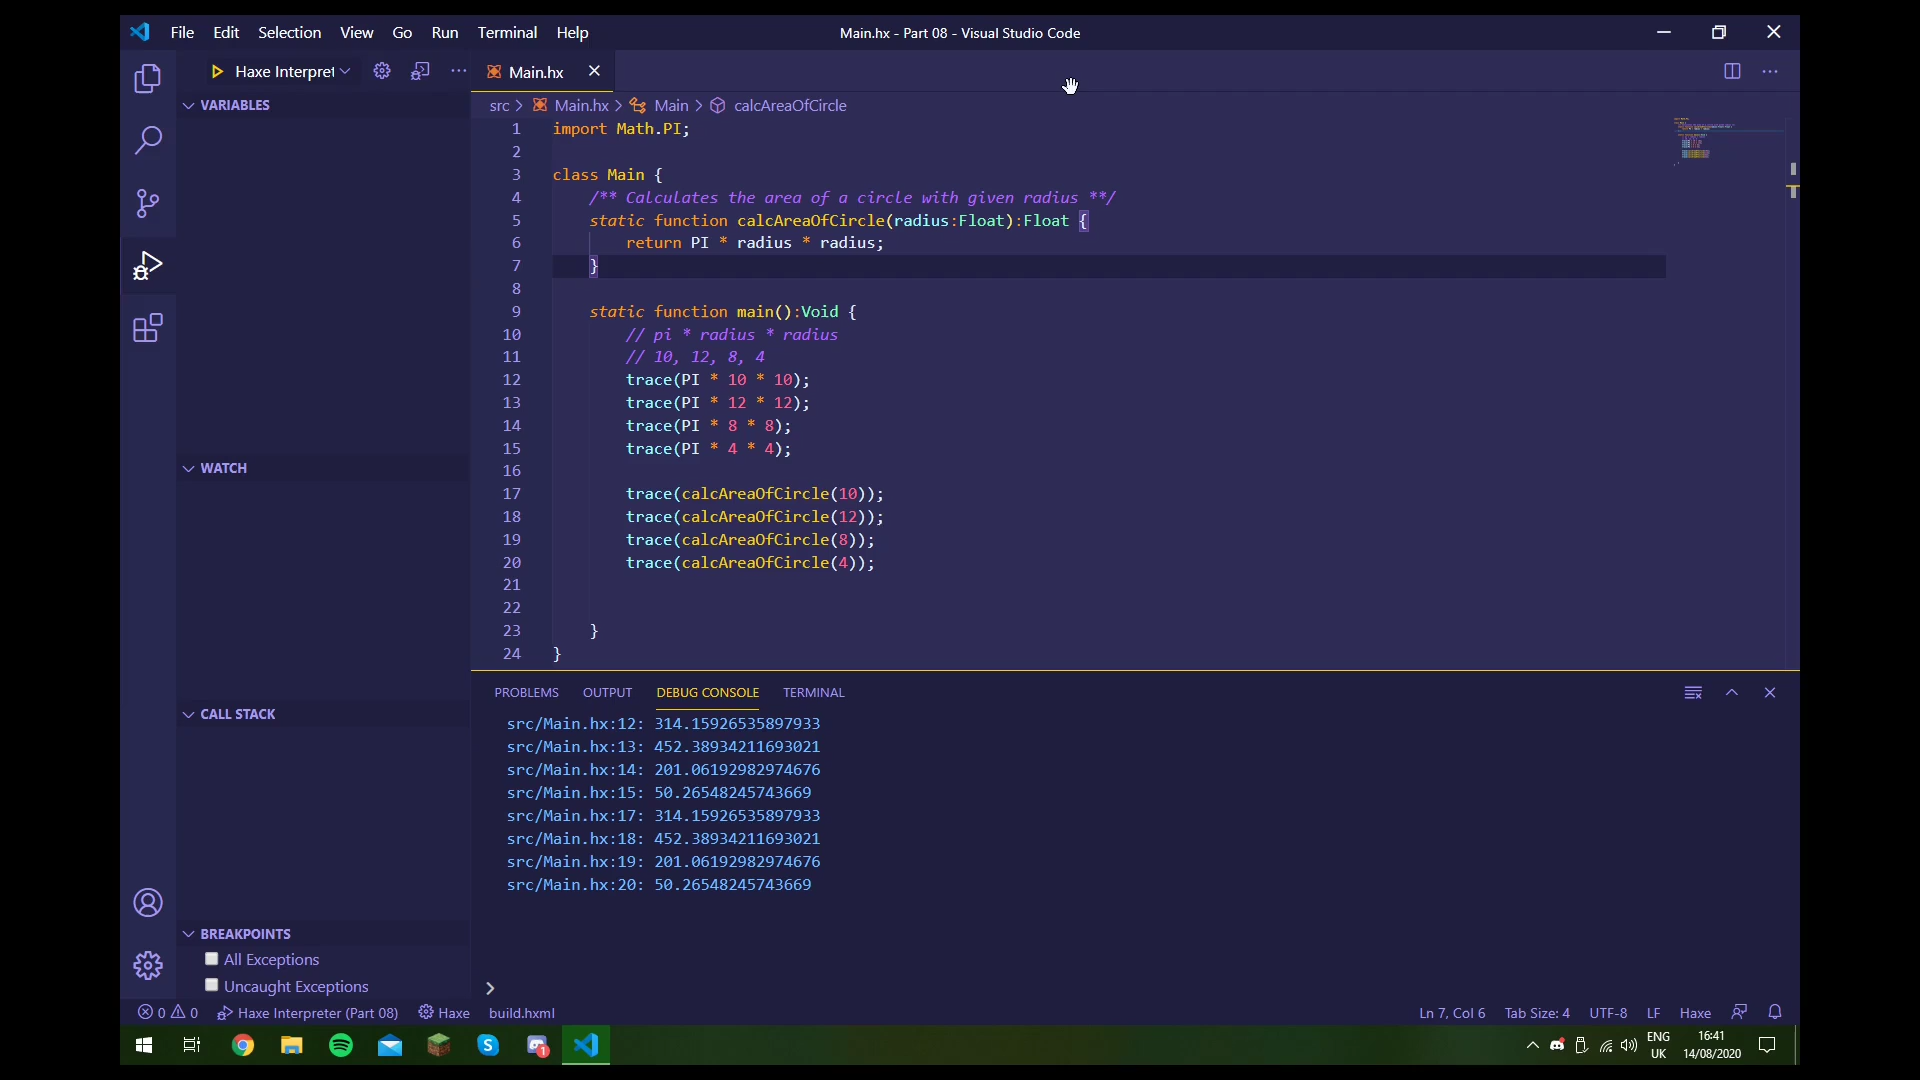 File Edit Selection View Go Run Terminal Help
Main.hx - Part 08 - Visual Studio Code
Haxe Interpret
Main.hx
VARIABLES
src > Main.hx > Main > calcAreaOfCircle
1 import Math.PI;
2
3 class Main {
4 /** Calculates the area of a circle with given radius **/
5 static function calcAreaOfCircle(radius:Float):Float {
6 return PI * radius * radius;
7 }
8
9 static function main():Void {
10 // pi * radius * radius
11 // 10, 12, 8, 4
12 trace(PI * 10 * 10);
13 trace(PI * 12 * 12);
14 trace(PI * 8 * 8);
15 trace(PI * 4 * 4);
16
17 trace(calcAreaOfCircle(10));
18 trace(calcAreaOfCircle(12));
19 trace(calcAreaOfCircle(8));
20 trace(calcAreaOfCircle(4));
21
22
23 }
24 }
WATCH
CALL STACK
BREAKPOINTS
All Exceptions
Uncaught Exceptions
PROBLEMS OUTPUT DEBUG CONSOLE TERMINAL
src/Main.hx:12: 314.15926535897933
src/Main.hx:13: 452.38934211693021
src/Main.hx:14: 201.06192982974676
src/Main.hx:15: 50.26548245743669
src/Main.hx:17: 314.15926535897933
src/Main.hx:18: 452.38934211693021
src/Main.hx:19: 201.06192982974676
src/Main.hx:20: 50.26548245743669
>
0 0 Haxe Interpreter (Part 08) Haxe build.hxml
Ln 7, Col 6 Tab Size: 4 UTF-8 LF Haxe
1
ENG
UK
16:41
14/08/2020